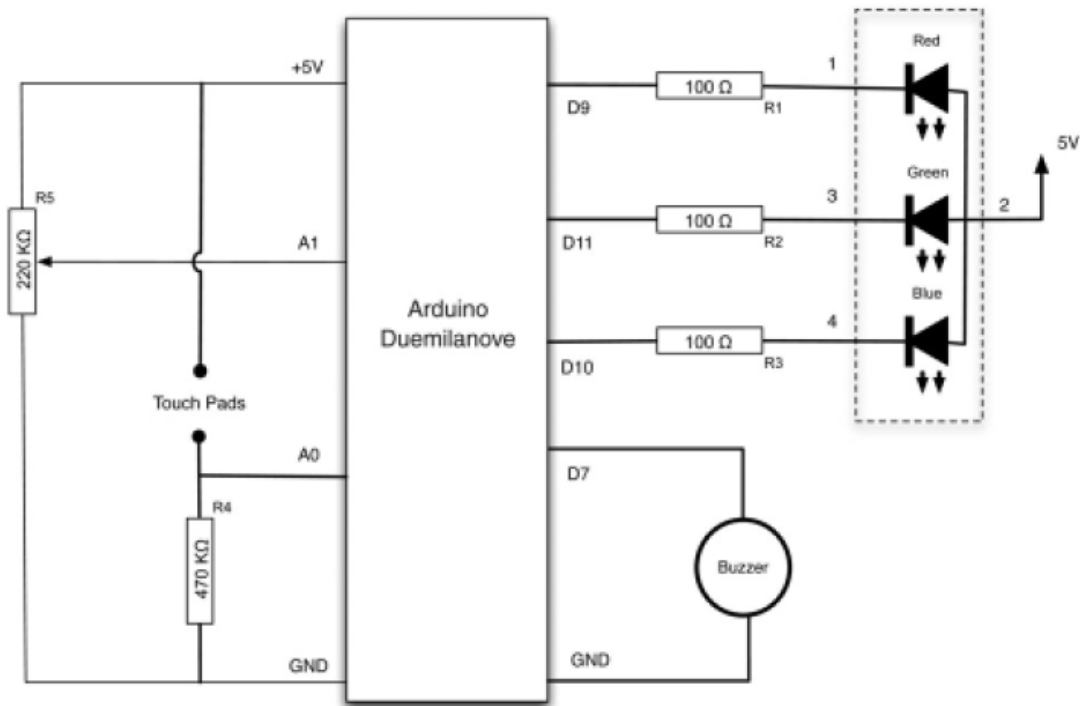 +5V
R5
220 KΩ
A1
Touch Pads
A0
R4
470 KΩ
GND
Arduino
Duemilanove
D9
100 Ω
R1
1
Red
5V
D11
100 Ω
R2
3
Green
2
D10
100 Ω
R3
4
Blue
D7
Buzzer
GND